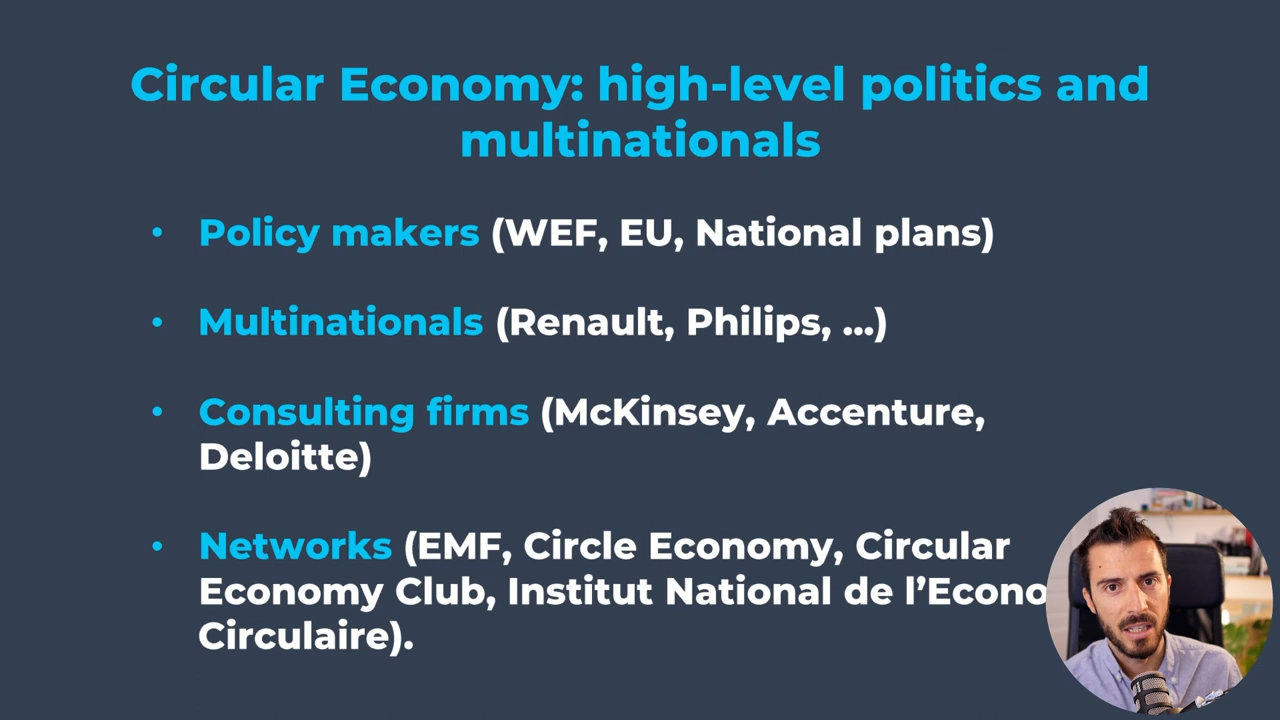 Circular Economy: high-level politics and
multinationals
• Policy makers (WEF, EU, National plans)
• Multinationals (Renault, Philips, ...)
• Consulting firms (McKinsey, Accenture,
Deloitte)
• Networks (EMF, Circle Economy, Circular
Economy Club, Institut National de
Circulaire).